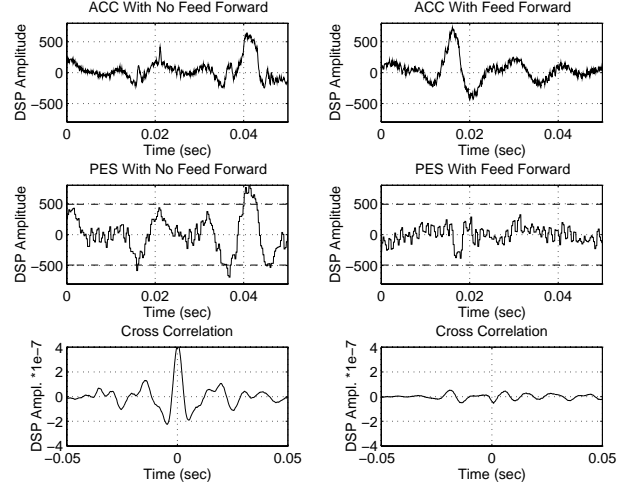 ACC With No Feed Forward
DSP Amplitude
500
0
−500
0
0.02
0.04
Time (sec)
ACC With Feed Forward
DSP Amplitude
500
0
−500
0
0.02
0.04
Time (sec)
PES With No Feed Forward
DSP Amplitude
500
0
−500
0
0.02
0.04
Time (sec)
PES With Feed Forward
DSP Amplitude
500
0
−500
0
0.02
0.04
Time (sec)
Cross Correlation
DSP Ampl. *1e-7
4
2
0
−2
−4
−0.05
0
0.05
Time (sec)
Cross Correlation
DSP Ampl. *1e-7
4
2
0
−2
−4
−0.05
0
0.05
Time (sec)